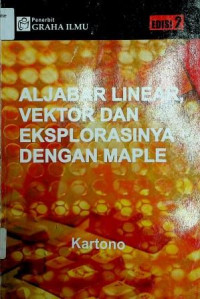 Penerbit
GRAHA ILMU
EDISI 2
ALJABAR LINEAR,
VEKTOR DAN
EKSPLORASINYA
DENGAN MAPLE
Kartono